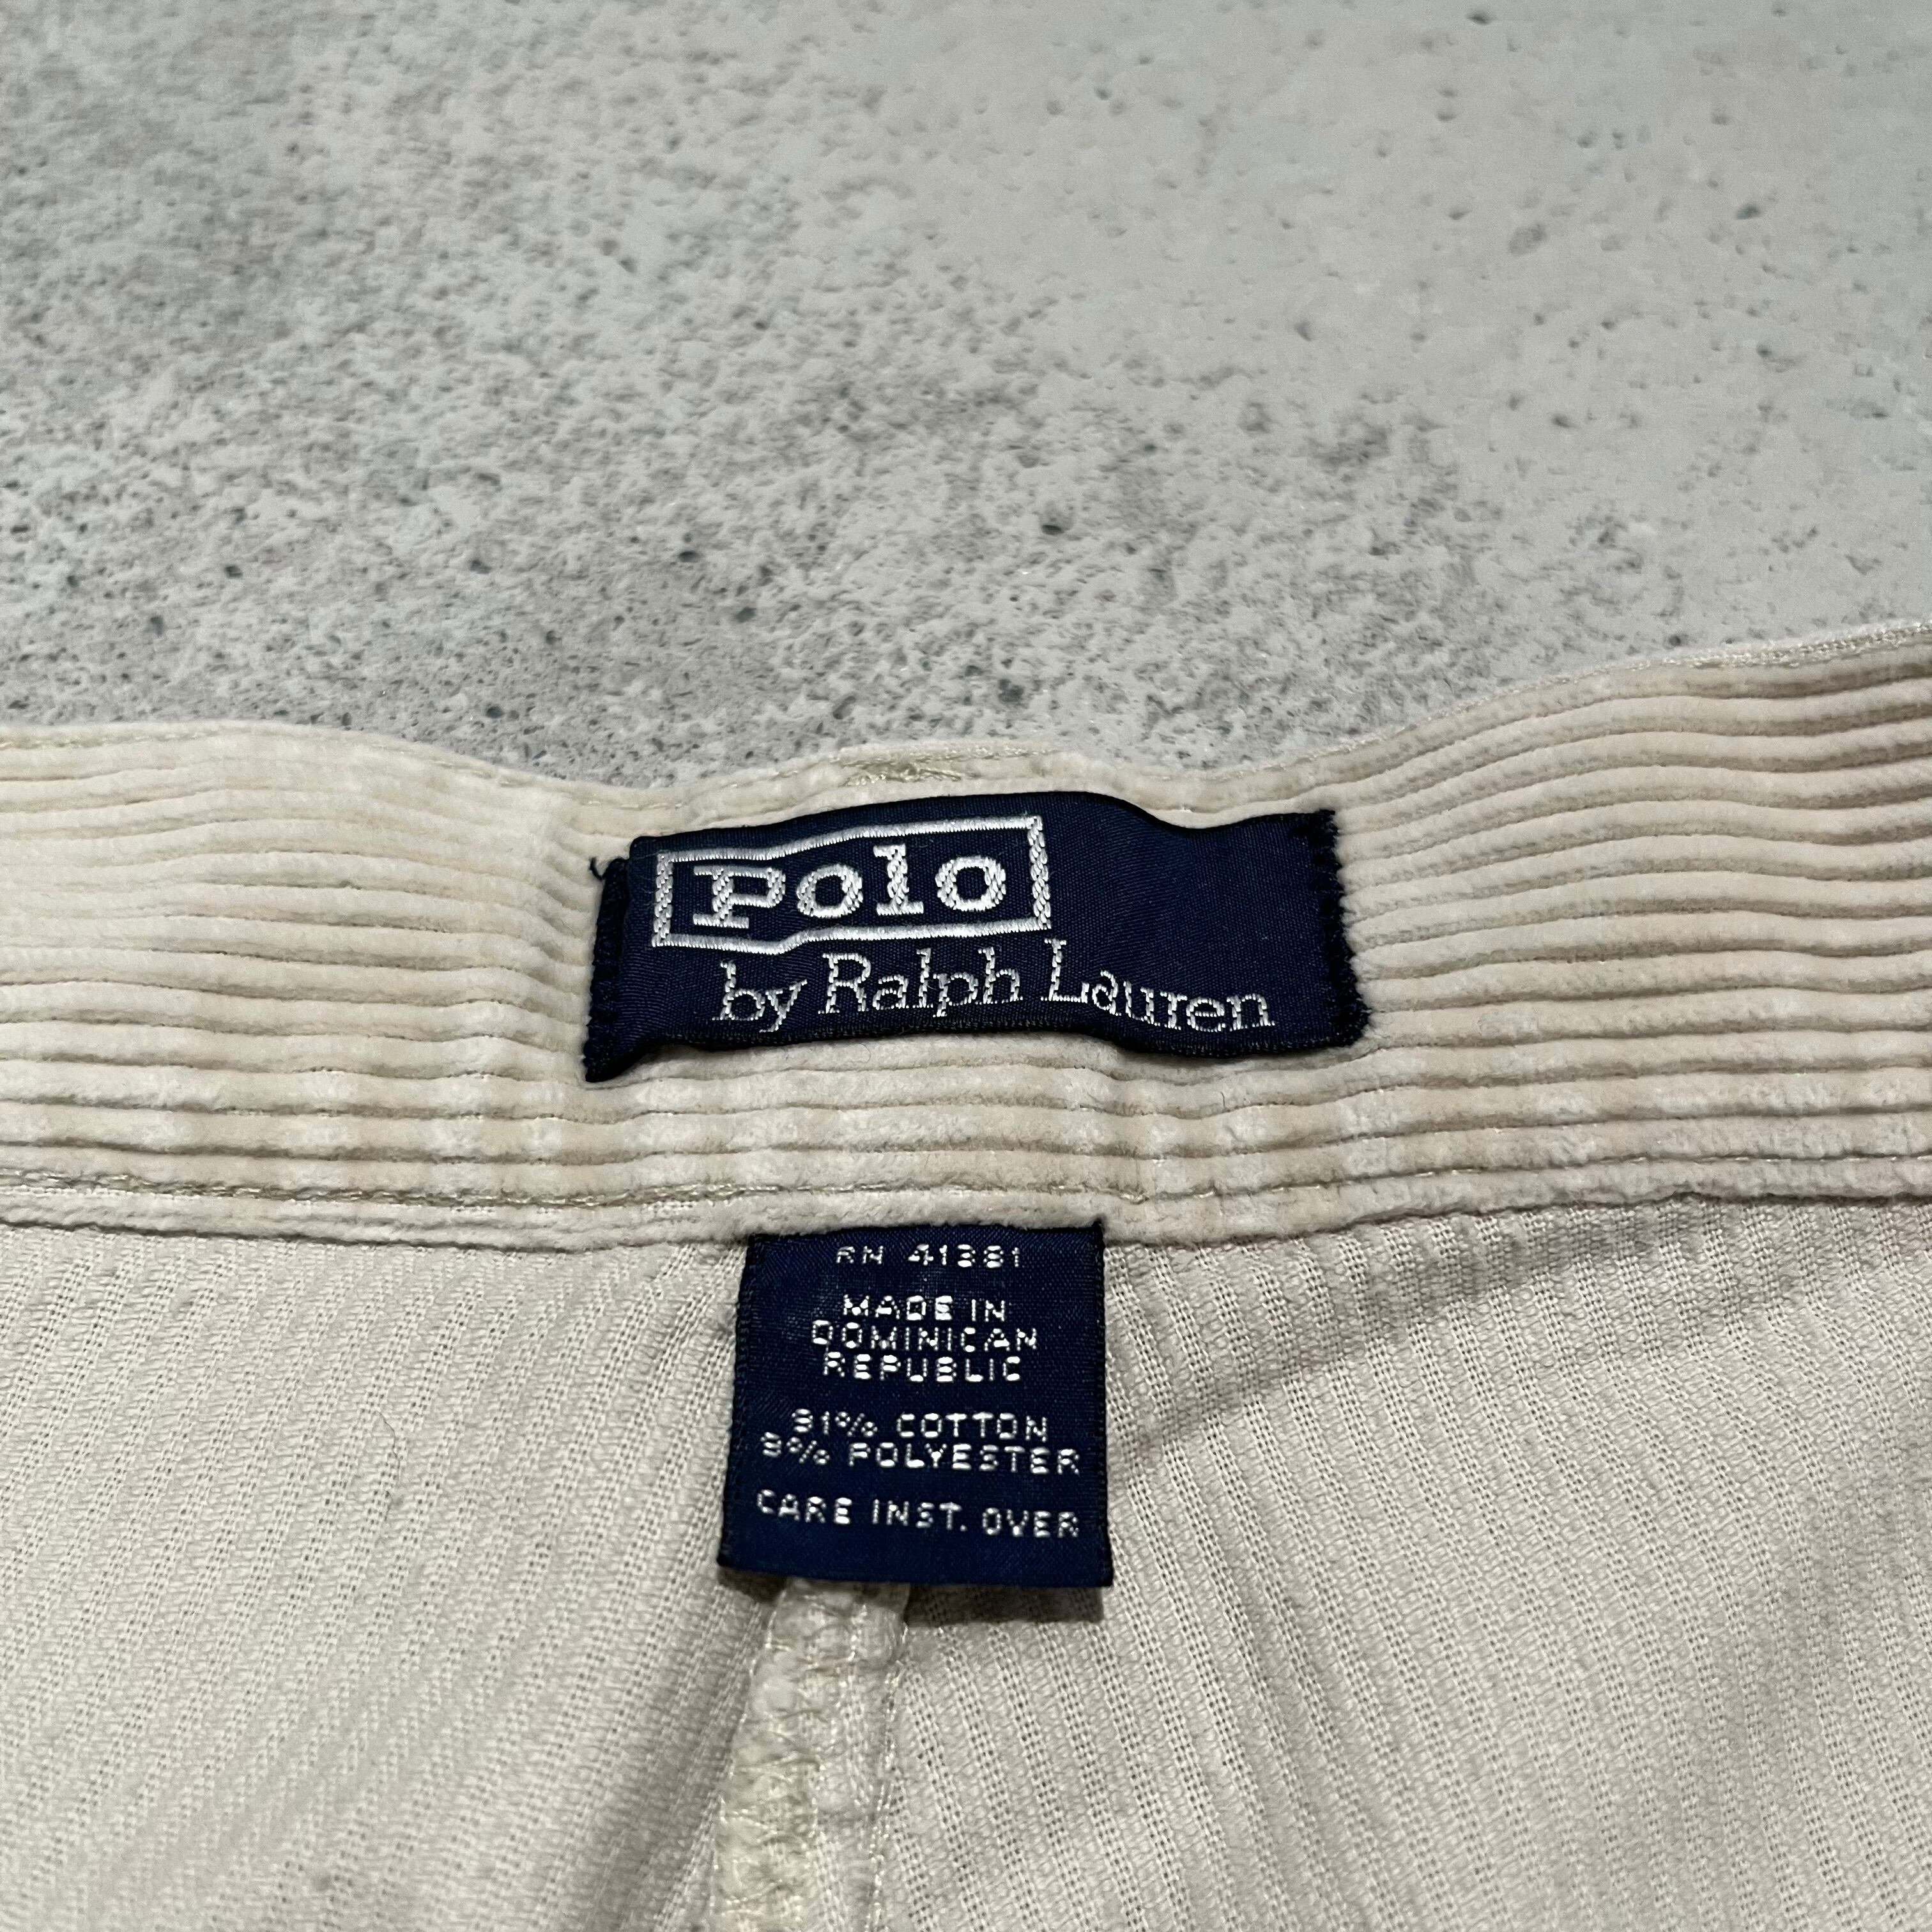 Polo
by Ralph Lauren
RN 41381
MADE IN
DOMINICAN
REPUBLIC
91% COTTON
9% POLYESTER
CARE INST. OVER